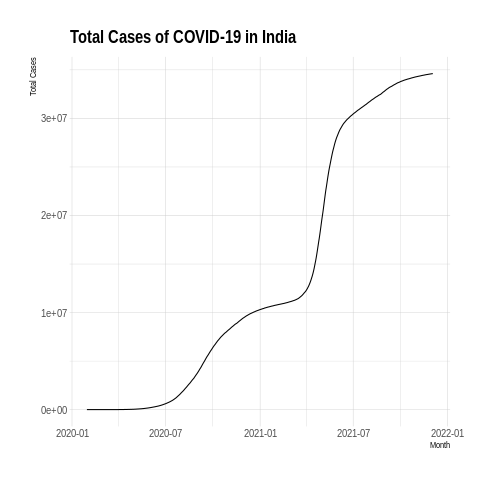 Total Cases of COVID-19 in India
Total Cases
3e+07
2e+07
1e+07
0e+00
2020-01 2020-07 2021-01 2021-07 2022-01
Month